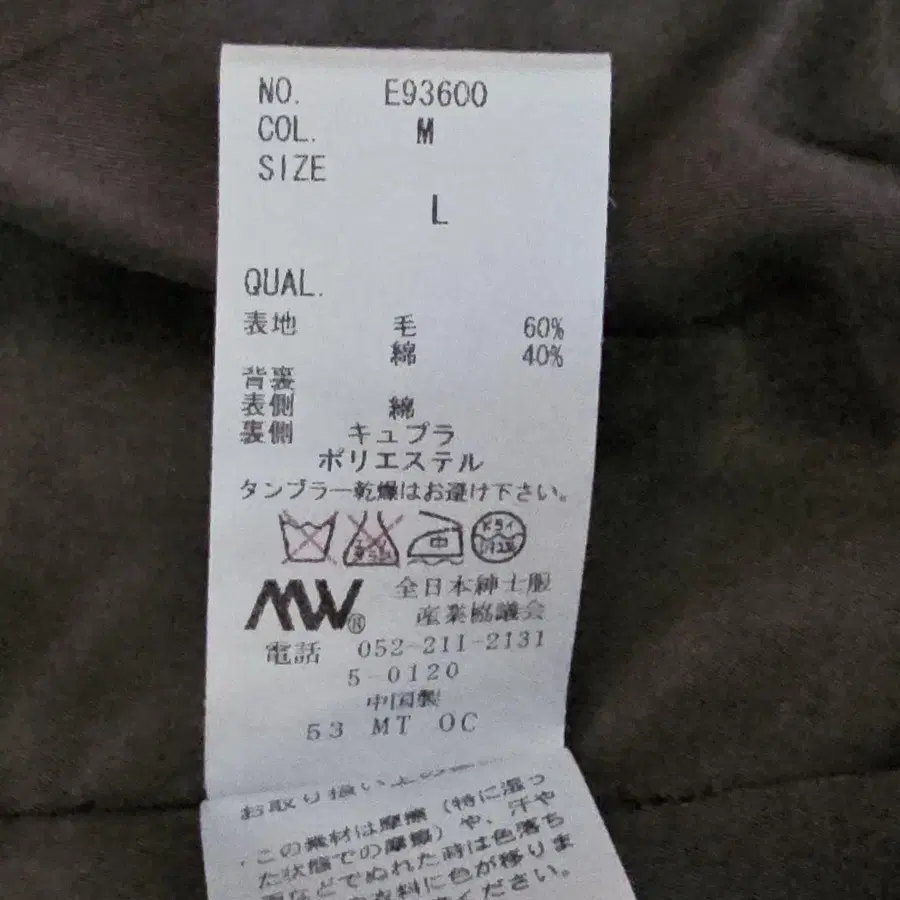 NO. E93600
COL. M
SIZE
L
QUAL.
表地 毛 60%
綿 40%
背裏
表側 綿
裏側 キュプラ
ポリエステル
タンブラー乾燥はお避け下さい。
中 ドライ
MW® 全日本紳士服
産業協議会
電話 052-211-2131
5-0120
中国製
53 MT OC
お取り扱い上の
この素材は摩擦（特に湿っ
た状態での摩擦）や、汗や
などでぬれた時は色落ち
衣料に色が移りま
ください。